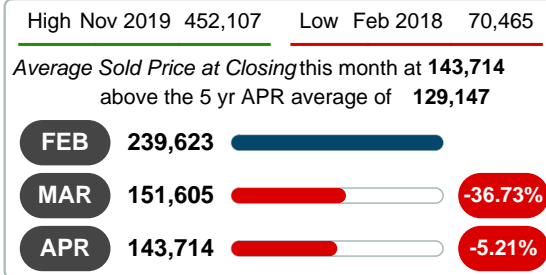 High Nov 2019 452,107 Low Feb 2018 70,465
Average Sold Price at Closing this month at 143,714
above the 5 yr APR average of 129,147
FEB 239,623
MAR 151,605 -36.73%
APR 143,714 -5.21%